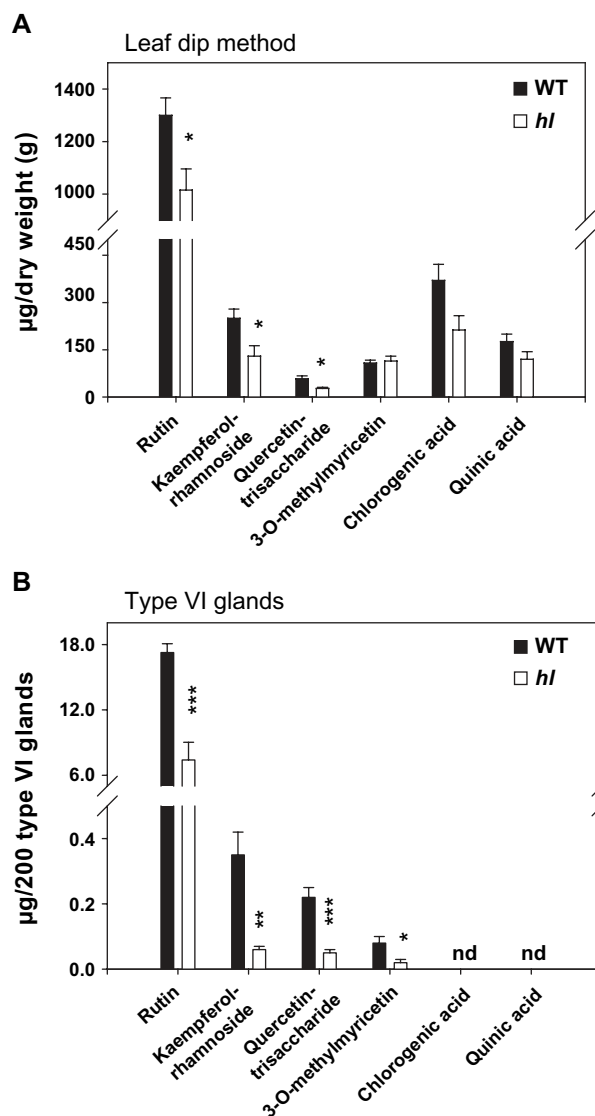 A
Leaf dip method
WT
hl
µg/dry weight (g)
1400
1300
1000
450
300
150
0
*
*
*
Rutin
Kaempferol-
rhamnoside
Quercetin-
trisaccharide
3-O-methylmyricetin
Chlorogenic acid
Quinic acid
B
Type VI glands
WT
hl
µg/200 type VI glands
18.0
12.0
6.0
0.4
0.2
0.0
***
**
***
*
nd
nd
Rutin
Kaempferol-
rhamnoside
Quercetin-
trisaccharide
3-O-methylmyricetin
Chlorogenic acid
Quinic acid